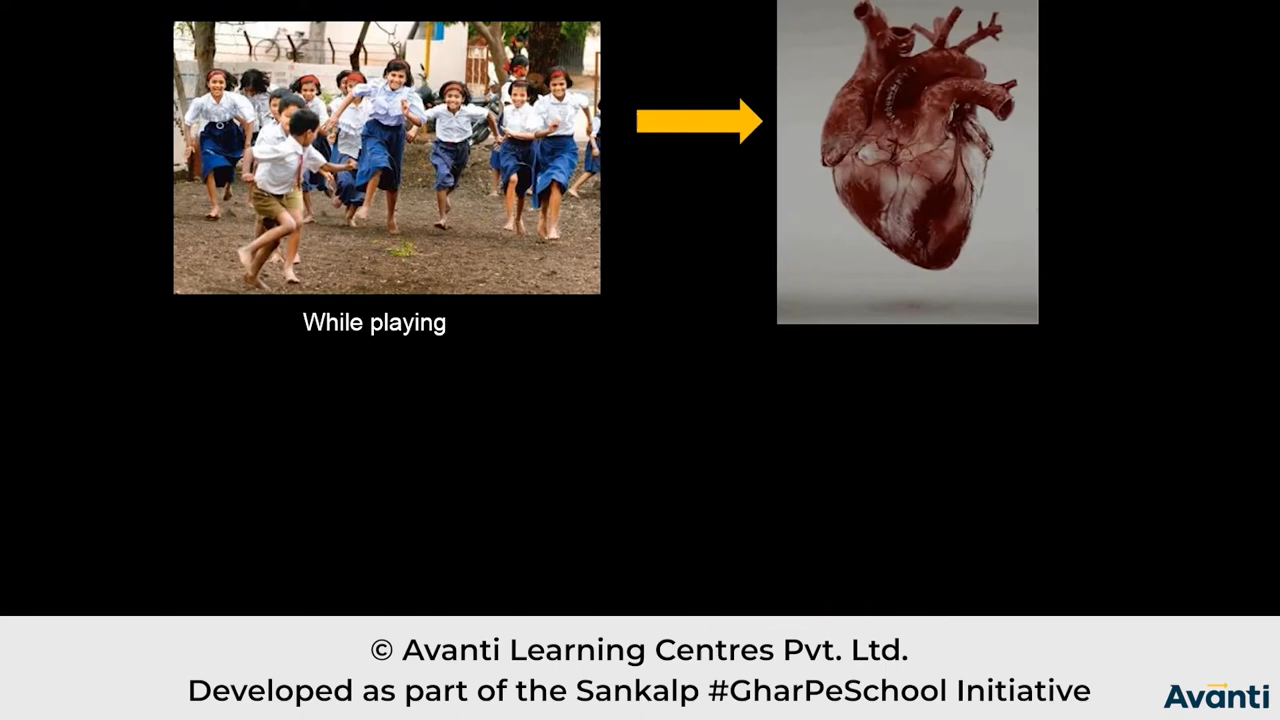 While playing
© Avanti Learning Centres Pvt. Ltd.
Developed as part of the Sankalp #GharPeSchool Initiative
Avanti